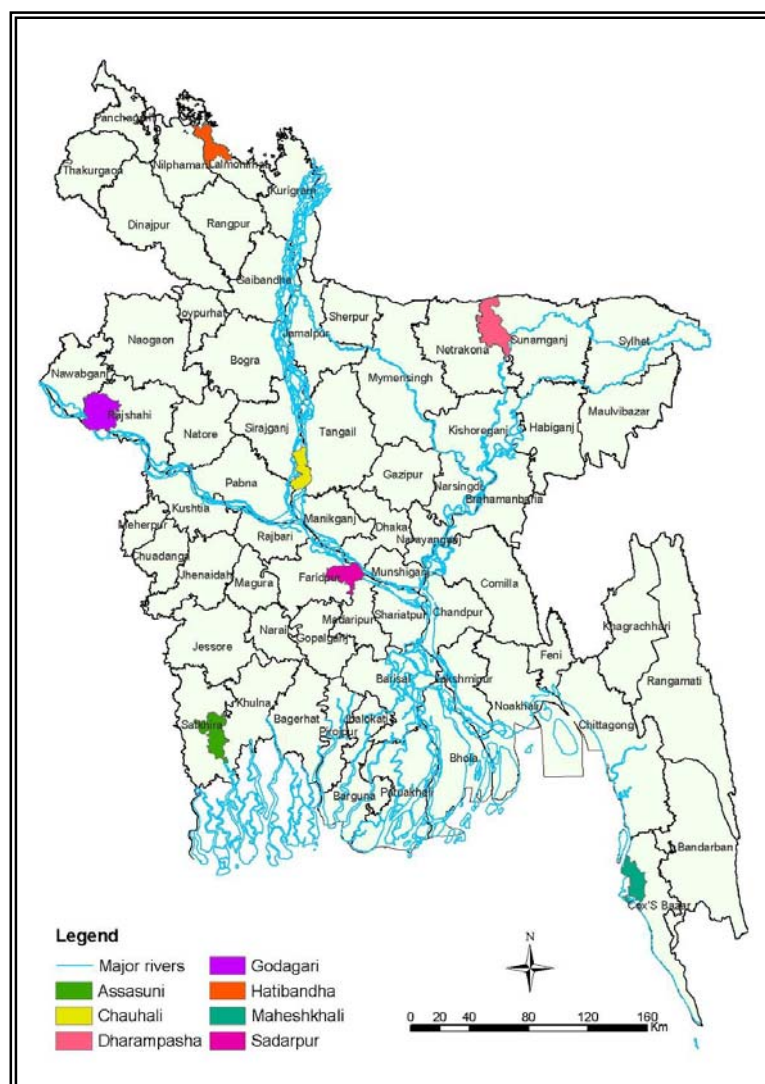 Panchagarh
Nilphamari
Lalmonirhat
Thakurgaon
Kurigram
Dinajpur
Rangpur
Gaibandha
Joypurhat
Sherpur
Naogaon
Jamalpur
Netrakona
Sunamganj
Sylhet
Bogra
Mymensingh
Nawabganj
Rajshahi
Natore
Sirajganj
Tangail
Kishoreganj
Habiganj
Maulvibazar
Gazipur
Pabna
Narsingdi
Brahamanbaria
Kushtia
Manikganj
Meherpur
Dhaka
Rajbari
Narayanganj
Chuadanga
Jhenaidah
Magura
Faridpur
Munshiganj
Comilla
Shariatpur
Chandpur
Madaripur
Khagrachhari
Narail
Gopalganj
Jessore
Feni
Barisal
Lakshmipur
Rangamati
Khulna
Noakhali
Satkhira
Bagerhat
Jhalokati
Chittagong
Pirojpur
Bhola
Barguna
Patuakhali
Bandarban
Cox'S Bazar
Legend
Major rivers
Godagari
Assasuni
Hatibandha
Chauhali
Maheshkhali
Dharampasha
Sadarpur
N
0 20 40 80 120 160
Km